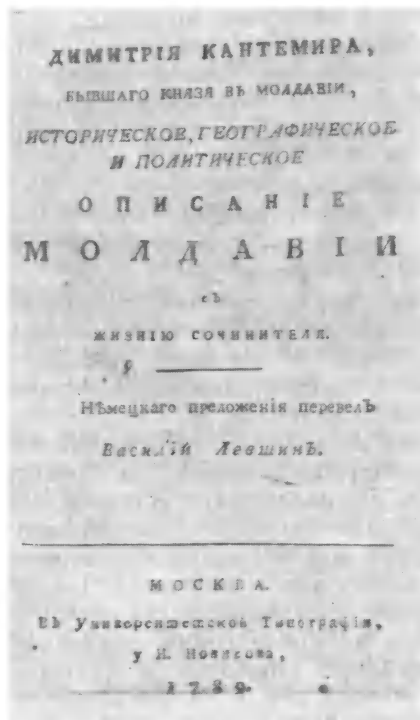 ДИМИТРІЯ КАНТЕМИРА,
БЫВШАГО КНЯЗЯ ВЪ МОЛДАВІИ,
ИСТОРИЧЕСКОЕ, ГЕОГРАФИЧЕСКОЕ
И ПОЛИТИЧЕСКОЕ
ОПИСАНІЕ
МОЛДАВІИ
съ
ЖИЗНІЮ СОЧИНИТЕЛЯ.
Нѣмецкаго преложенія перевелЪ
Василій ЛевшинЪ.
МОСКВА.
ВЪ Университетской Типографіи,
у Н. Новикова,
1789.